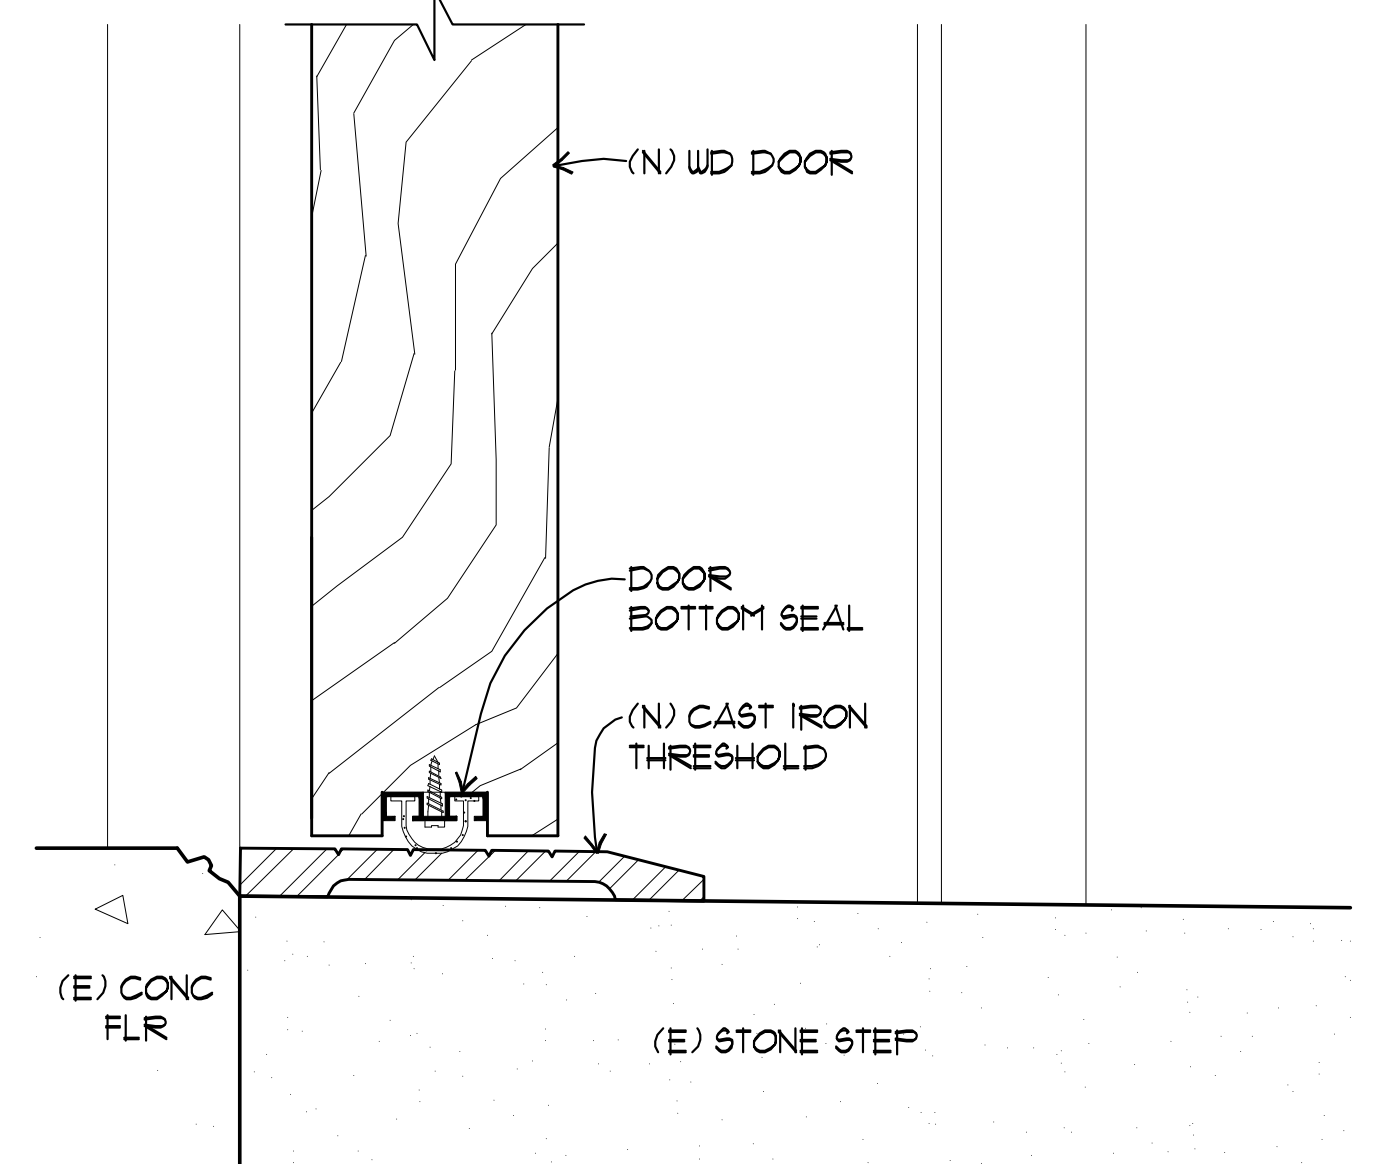 (N) WD DOOR
DOOR
BOTTOM SEAL
(N) CAST IRON
THRESHOLD
(E) CONC
FLR
(E) STONE STEP